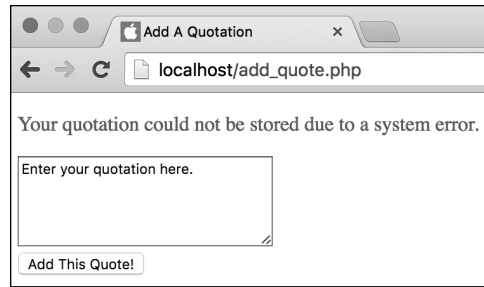 Add A Quotation
localhost/add_quote.php
Your quotation could not be stored due to a system error.
Enter your quotation here.
Add This Quote!